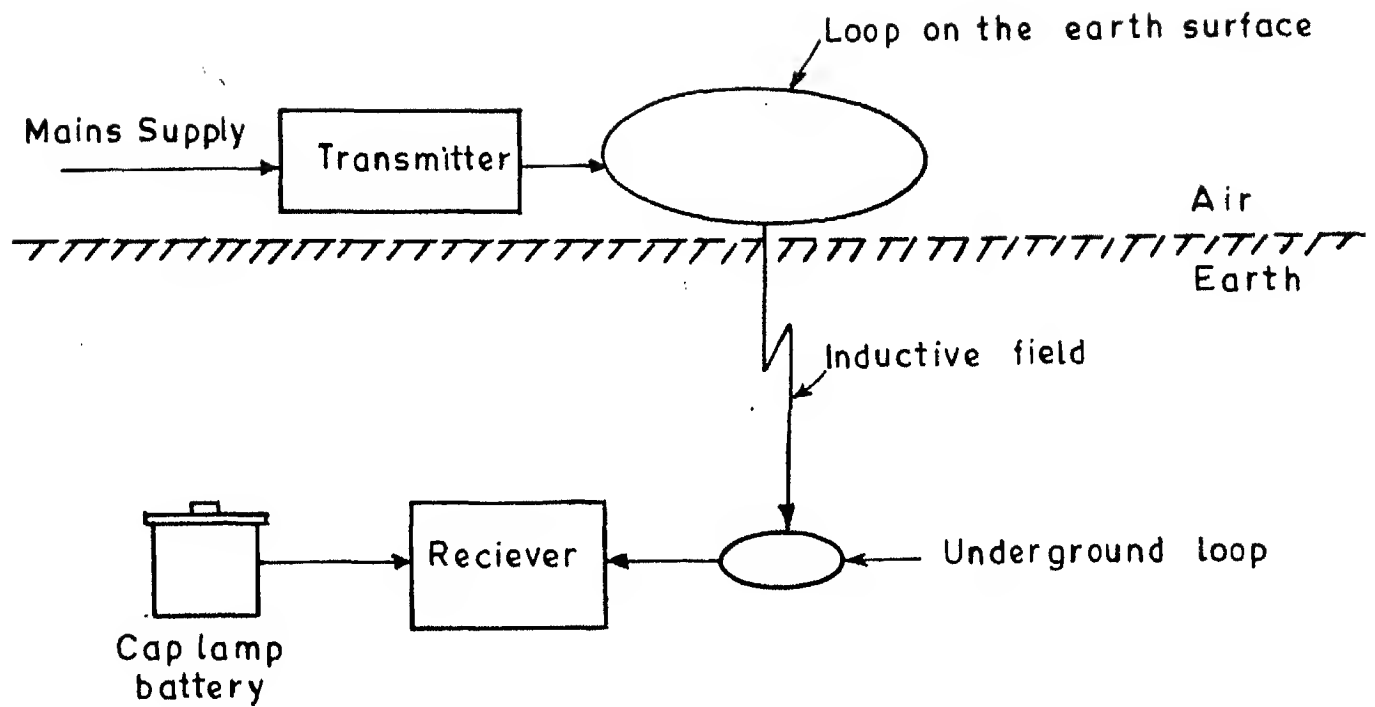 Loop on the earth surface
Mains Supply
Transmitter
Air
Earth
Inductive field
Reciever
Underground loop
Cap lamp
battery